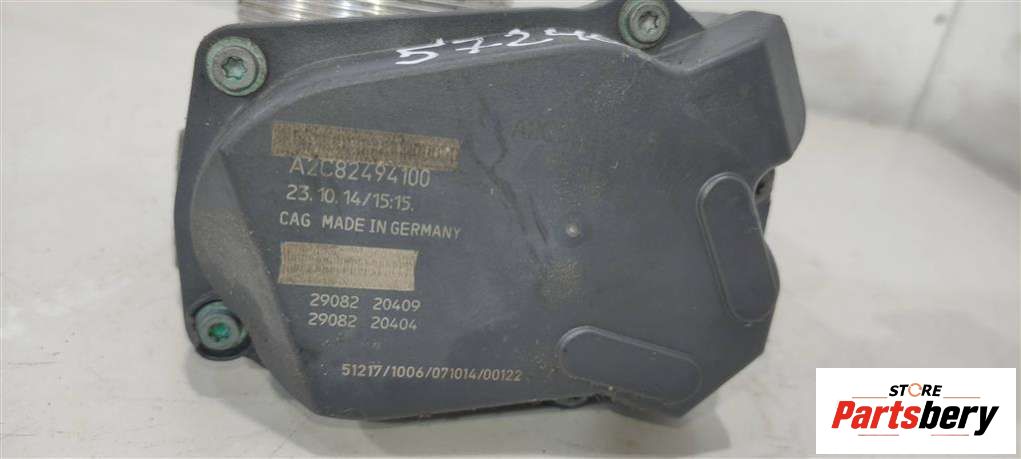 5724
A2C82494100
23.10.14/15:15.
CAG MADE IN GERMANY
29082 20409
29082 20404
51217/1006/071014/00122
STORE
Partsbery